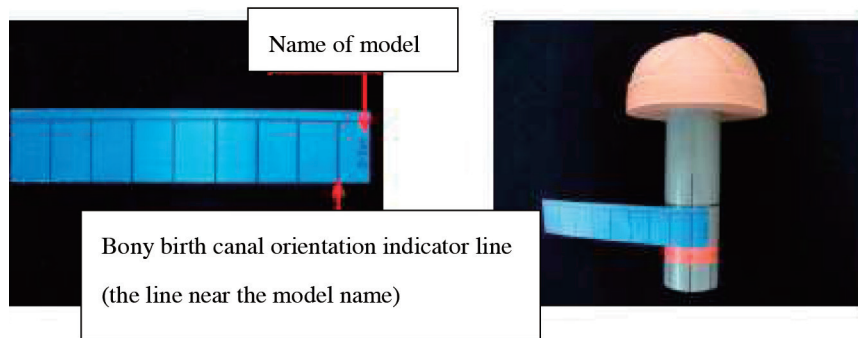 Name of model
Bony birth canal orientation indicator line
(the line near the model name)